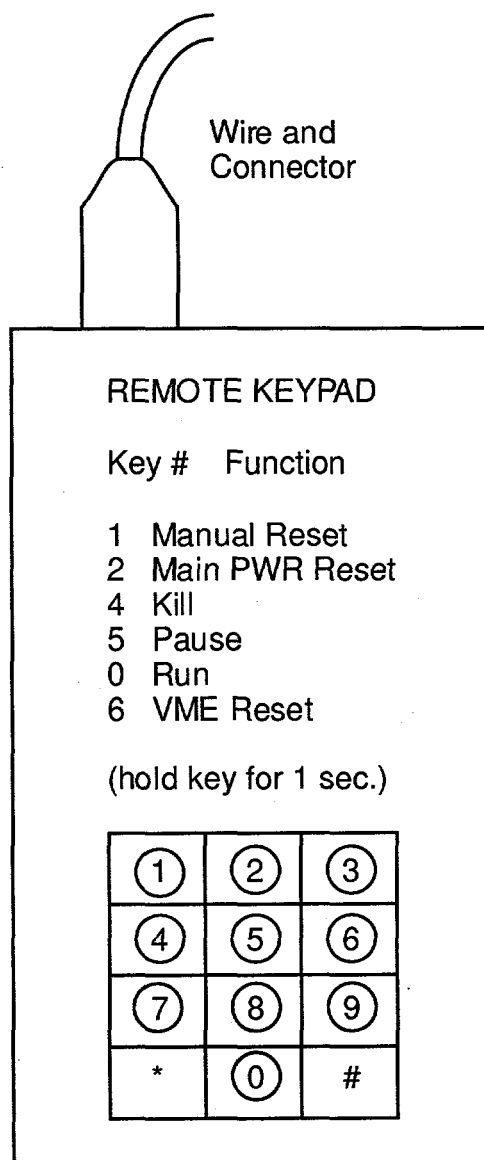 Wire and
Connector
REMOTE KEYPAD
Key # Function
1 Manual Reset
2 Main PWR Reset
4 Kill
5 Pause
0 Run
6 VME Reset
(hold key for 1 sec.)
1 2 3
4 5 6
7 8 9
* 0 #